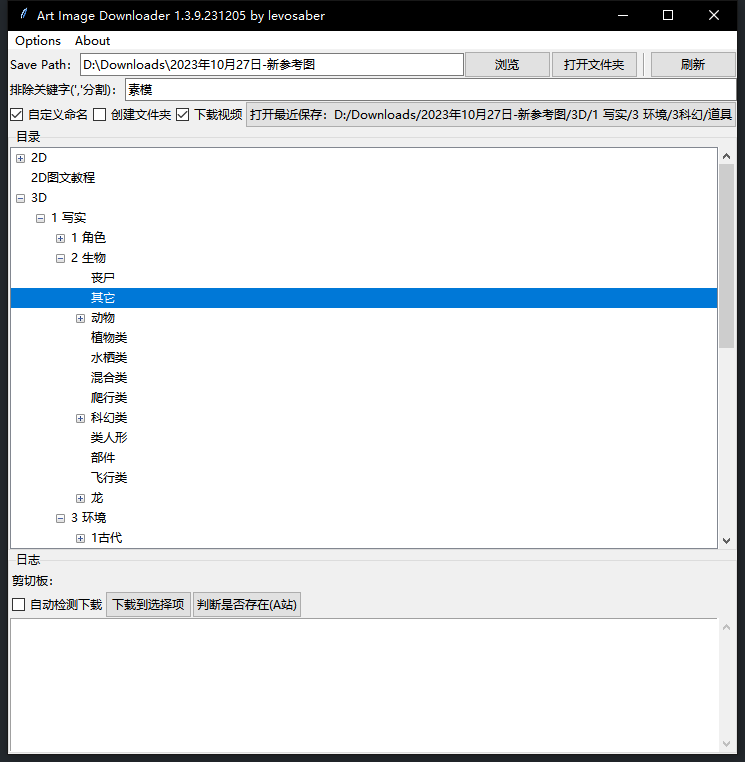 Art Image Downloader 1.3.9.231205 by levosaber
Options About
Save Path: D:\Downloads\2023年10月27日-新参考图 浏览 打开文件夹 刷新
排除关键字(','分割): 素模
自定义命名 创建文件夹 下载视频 打开最近保存: D:/Downloads/2023年10月27日-新参考图/3D/1 写实/3 环境/3科幻/道具
目录
2D
2D图文教程
3D
1 写实
1 角色
2 生物
丧尸
其它
动物
植物类
水栖类
混合类
爬行类
科幻类
类人形
部件
飞行类
龙
3 环境
1古代
日志
剪切板:
自动检测下载 下载到选择项 判断是否存在(A站)